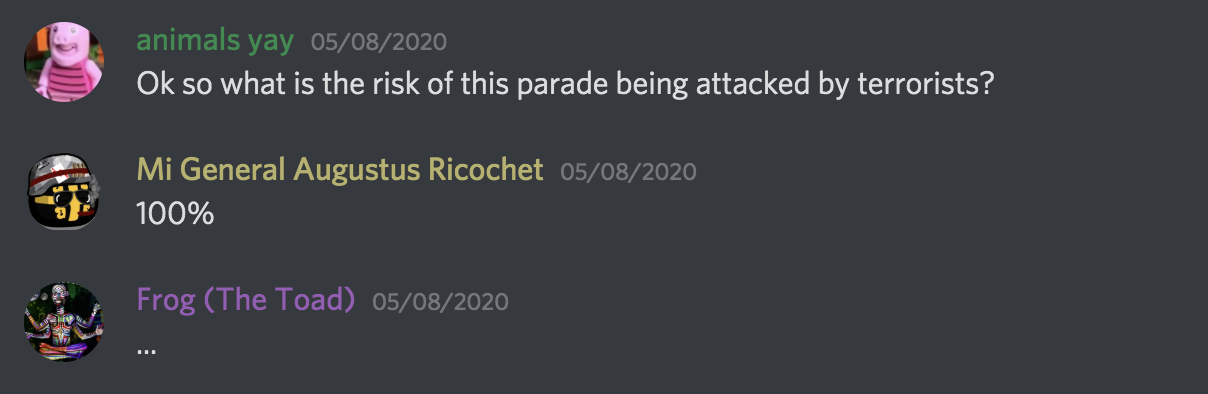 animals yay 05/08/2020
Ok so what is the risk of this parade being attacked by terrorists?
Mi General Augustus Ricochet 05/08/2020
100%
Frog (The Toad) 05/08/2020
...